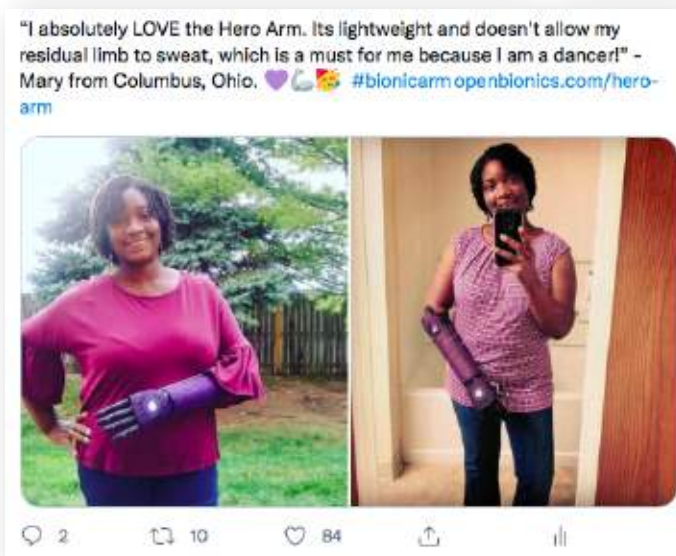 “I absolutely LOVE the Hero Arm. Its lightweight and doesn't allow my
residual limb to sweat, which is a must for me because I am a dancer!” -
Mary from Columbus, Ohio. 💜🦾🥳 #bionicarm openbionics.com/hero-
arm
2 10 84